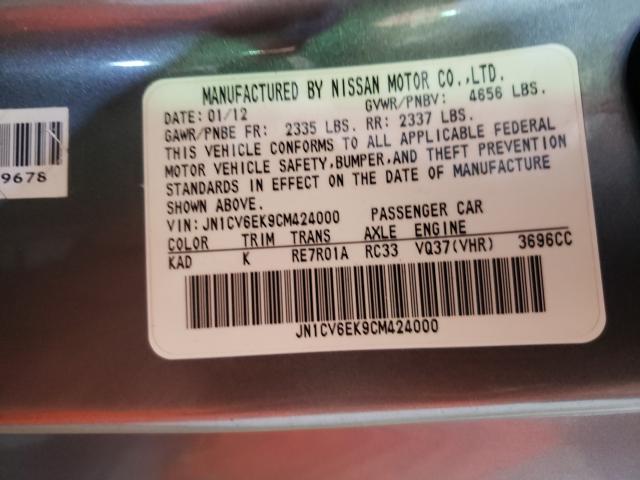 MANUFACTURED BY NISSAN MOTOR CO.,LTD.
DATE: 01/12 GVWR/PNBV: 4656 LBS.
GAWR/PNBE FR: 2335 LBS. RR: 2337 LBS.
THIS VEHICLE CONFORMS TO ALL APPLICABLE FEDERAL
MOTOR VEHICLE SAFETY,BUMPER,AND THEFT PREVENTION
STANDARDS IN EFFECT ON THE DATE OF MANUFACTURE
SHOWN ABOVE.
VIN: JN1CV6EK9CM424000 PASSENGER CAR
COLOR TRIM TRANS AXLE ENGINE
KAD K RE7R01A RC33 VQ37(VHR) 3696CC
JN1CV6EK9CM424000
9678